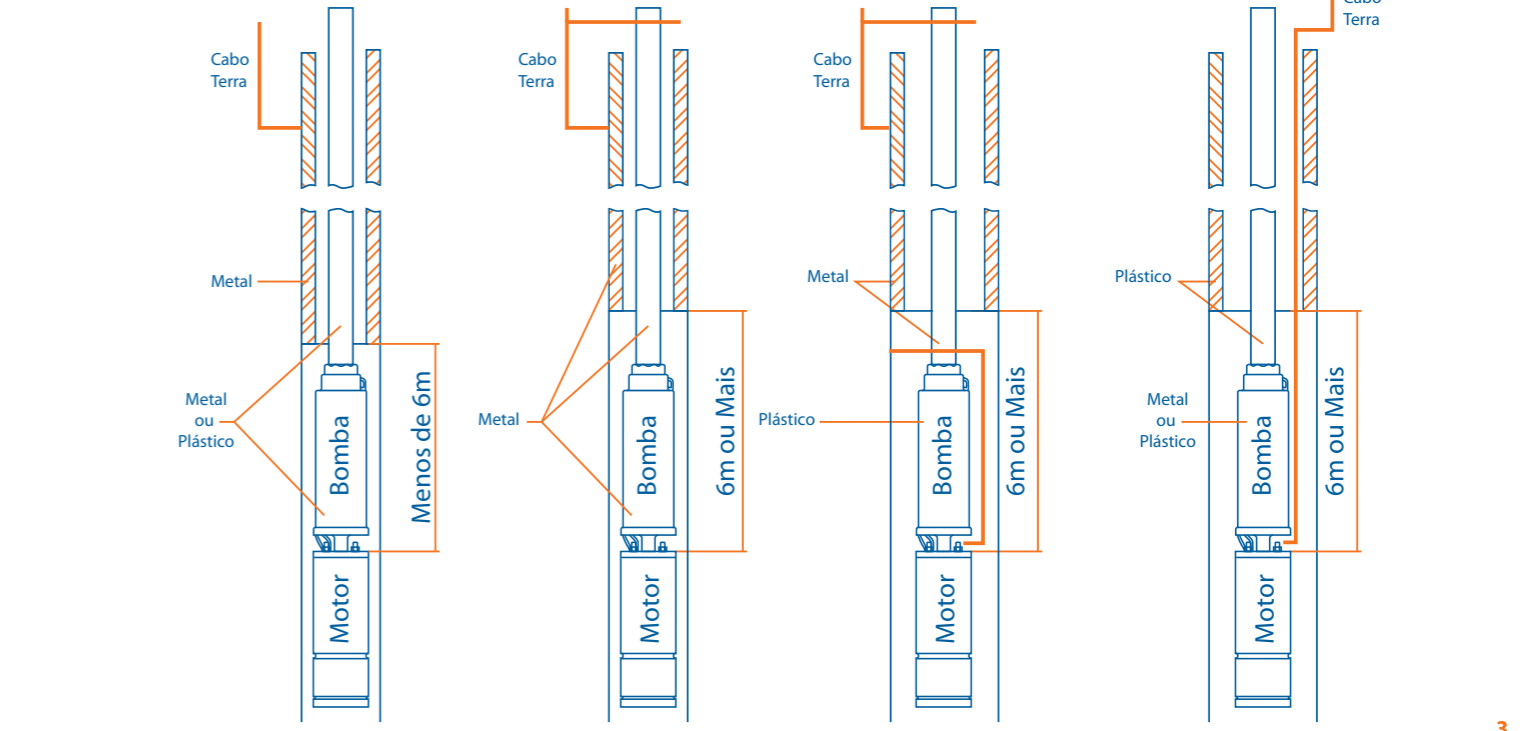 Cabo
Terra
Metal
Metal
ou
Plástico
Bomba
Menos de 6m
Motor
Cabo
Terra
Metal
Bomba
6m ou Mais
Motor
Cabo
Terra
Metal
Plástico
Bomba
6m ou Mais
Motor
Cabo
Terra
Plástico
Metal
ou
Plástico
Bomba
6m ou Mais
Motor
3